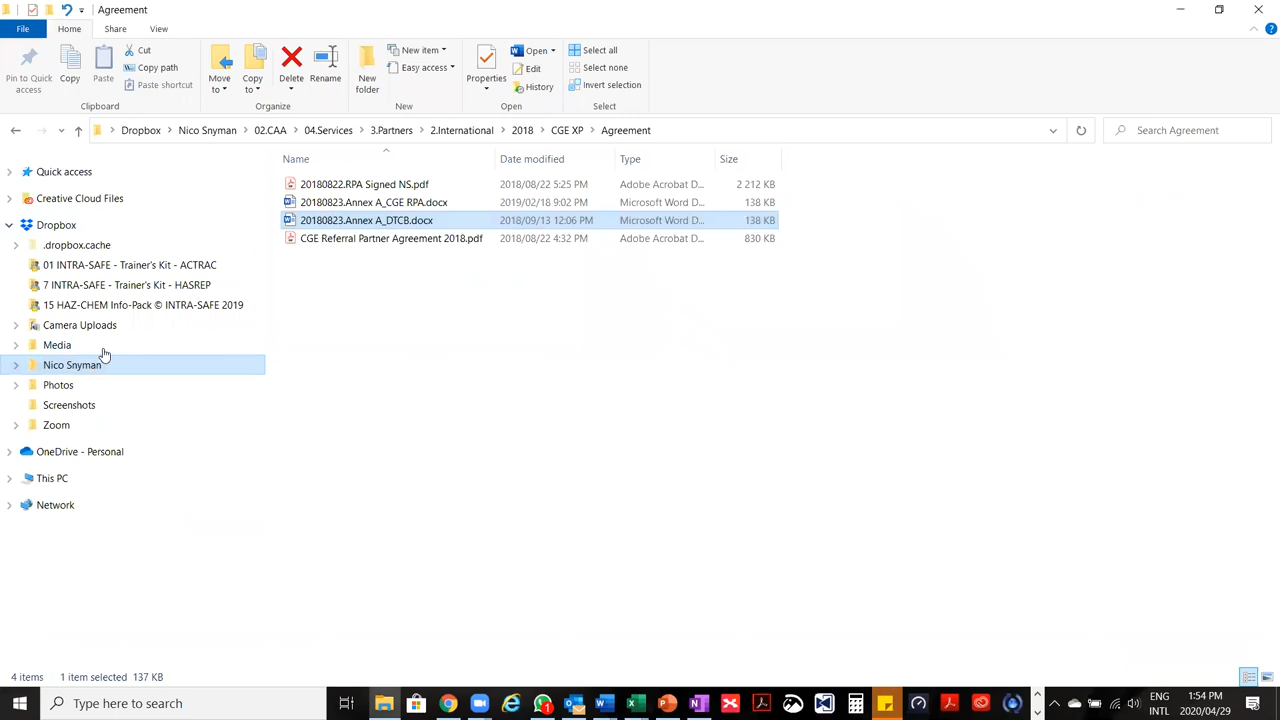 Agreement
File Home Share View
Pin to Quick access
Copy
Paste
Cut
Copy path
Paste shortcut
Move to
Copy to
Delete
Rename
New folder
New item
Easy access
Properties
Open
Edit
History
Select all
Select none
Invert selection
Clipboard Organize New Open Select
Dropbox Nico Snyman 02.CAA 04.Services 3.Partners 2.International 2018 CGE XP Agreement
Search Agreement
Name Date modified Type Size
20180822.RPA Signed NS.pdf 2018/08/22 5:25 PM Adobe Acrobat D... 2 212 KB
20180823.Annex A_CGE RPA.docx 2019/02/18 9:02 PM Microsoft Word D... 138 KB
20180823.Annex A_DTCB.docx 2018/09/13 12:06 PM Microsoft Word D... 138 KB
CGE Referral Partner Agreement 2018.pdf 2018/08/22 4:32 PM Adobe Acrobat D... 830 KB
Quick access
Creative Cloud Files
Dropbox
.dropbox.cache
01 INTRA-SAFE - Trainer's Kit - ACTRAC
7 INTRA-SAFE - Trainer's Kit - HASREP
15 HAZ-CHEM Info-Pack © INTRA-SAFE 2019
Camera Uploads
Media
Nico Snyman
Photos
Screenshots
Zoom
OneDrive - Personal
This PC
Network
4 items 1 item selected 137 KB
Type here to search
ENG
INTL
1:54 PM
2020/04/29